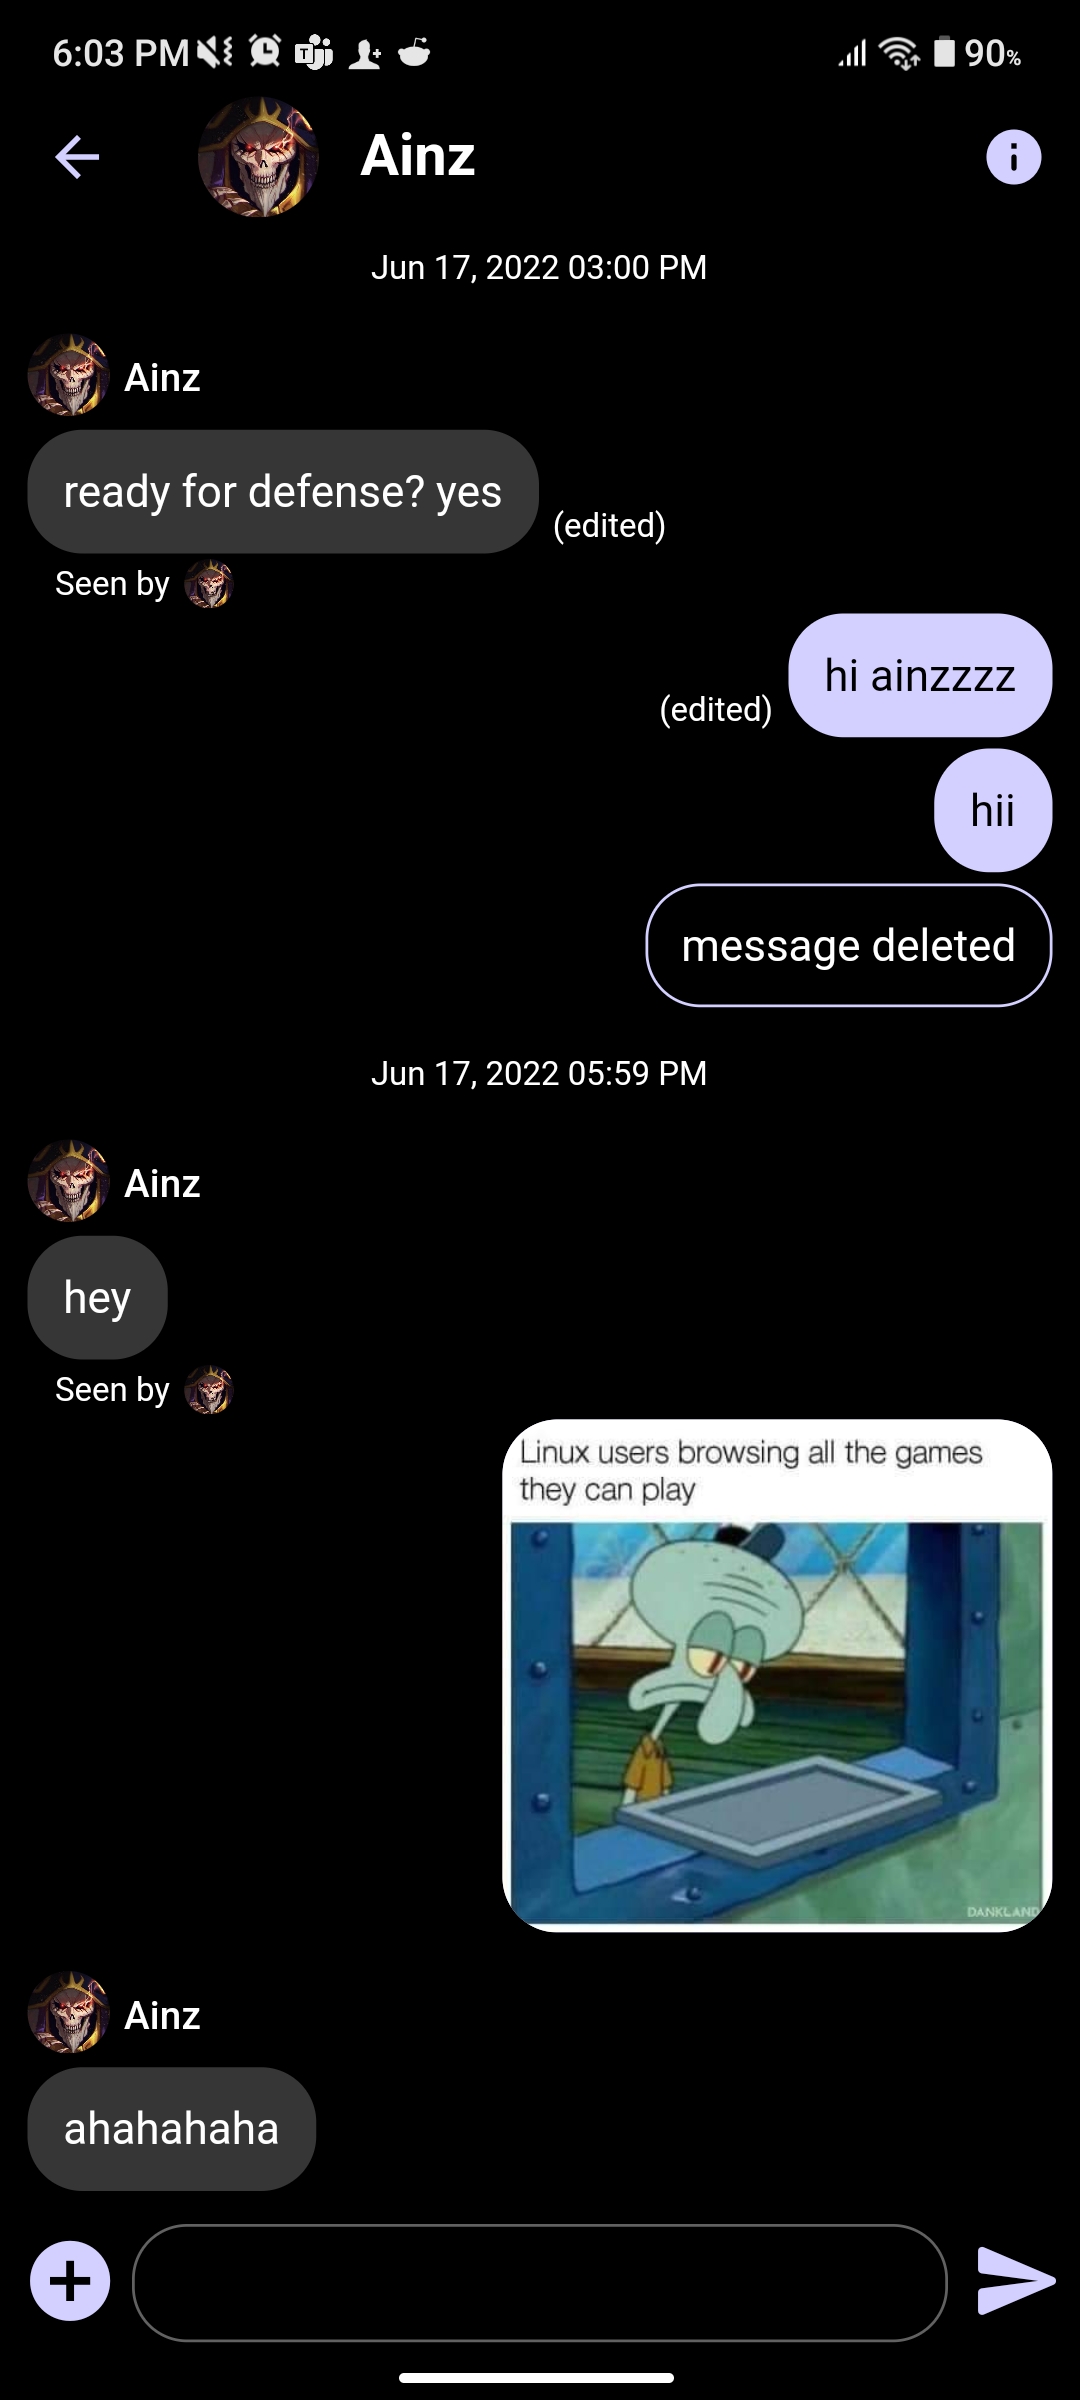 6:03 PM
90%
Ainz
Jun 17, 2022 03:00 PM
Ainz
ready for defense? yes
(edited)
Seen by
hi ainzzzz
(edited)
hii
message deleted
Jun 17, 2022 05:59 PM
Ainz
hey
Seen by
Linux users browsing all the games
they can play
DANKLAND
Ainz
ahahahaha